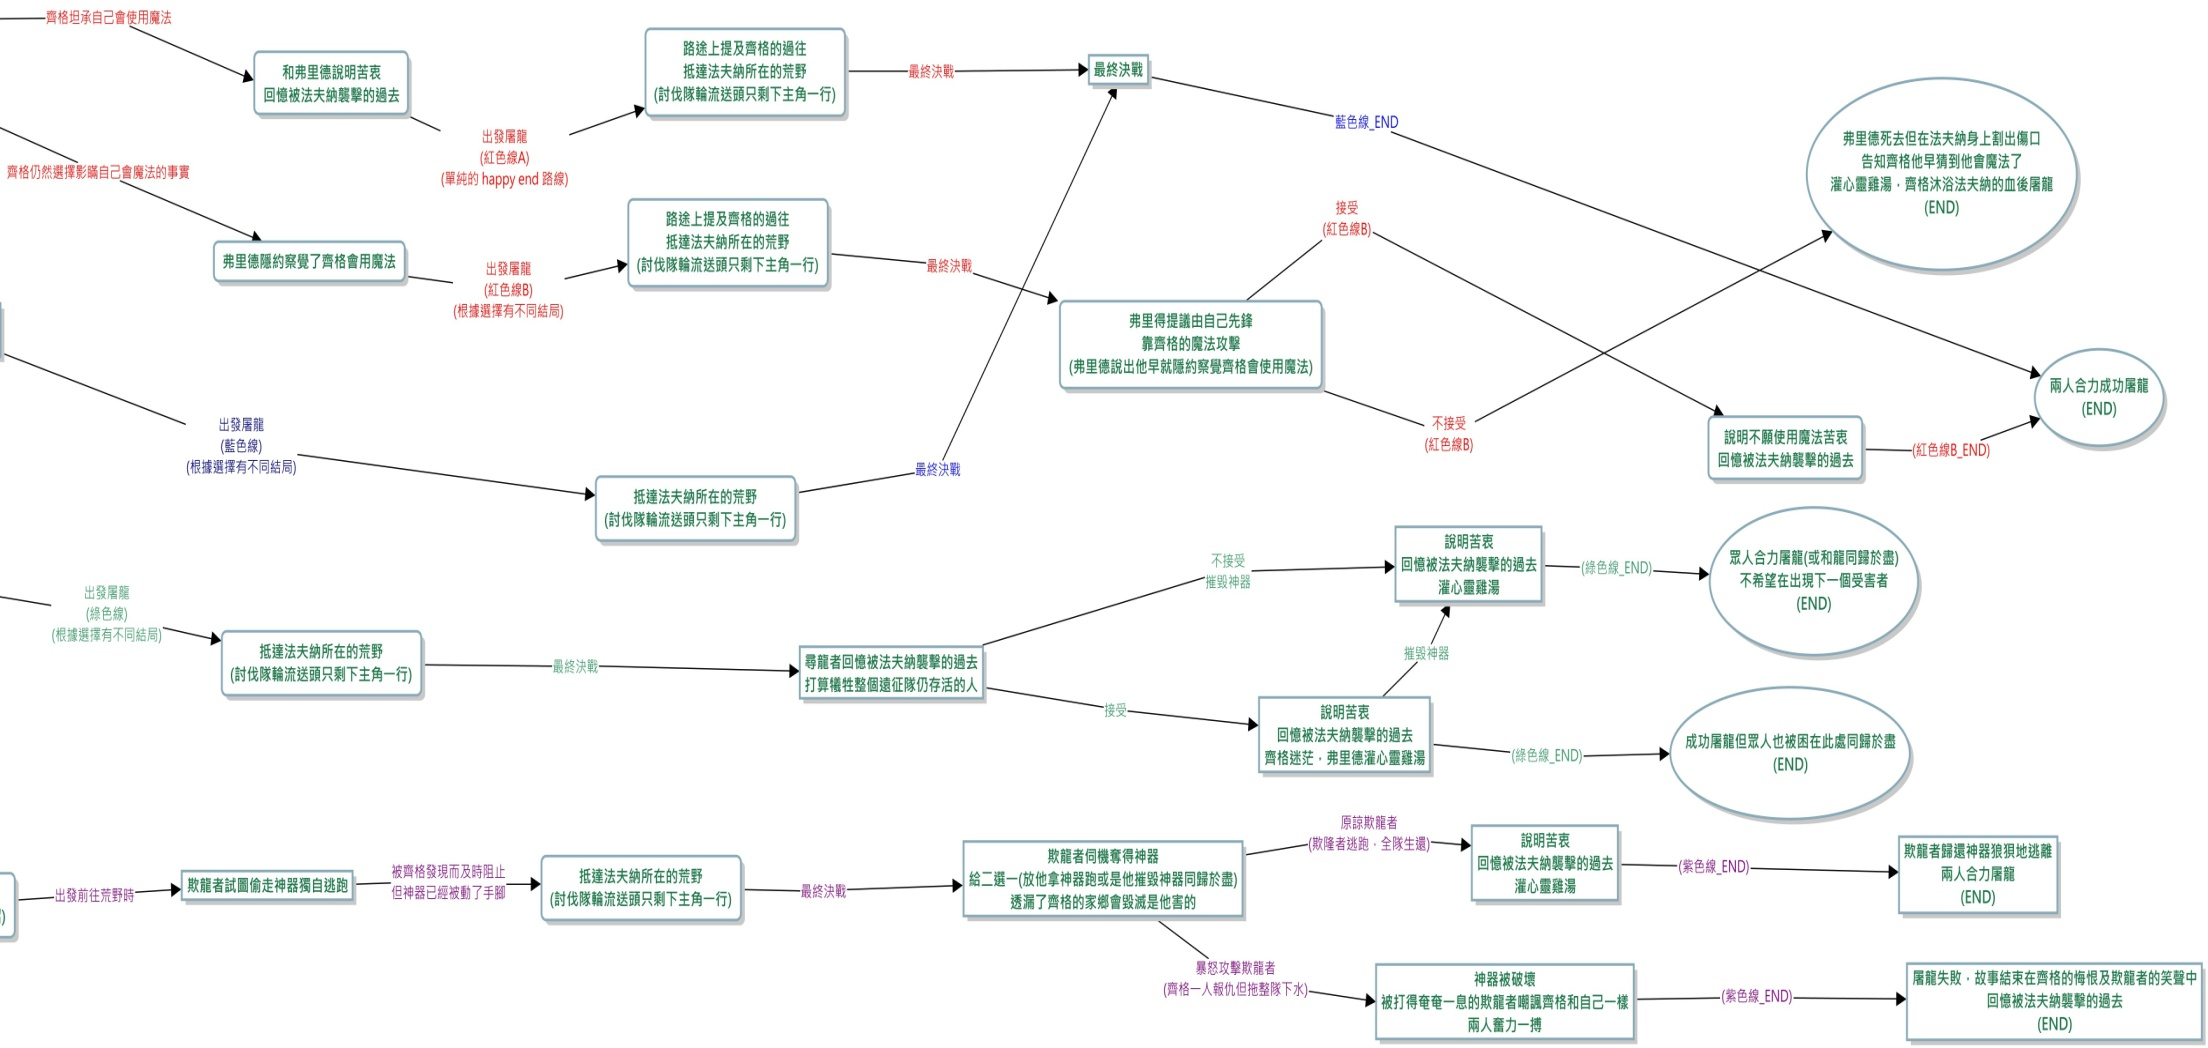 齊格坦承自己會使用魔法
和弗里德說明苦衷
回憶被法夫納襲擊的過去
出發屠龍
(紅色線A)
(單純的 happy end 路線)
路途上提及齊格的過往
抵達法夫納所在的荒野
(討伐隊輪流送頭只剩下主角一行)
最終決戰
最終決戰
藍色線_END
弗里德死去但在法夫納身上割出傷口
告知齊格他早猜到他會魔法了
灌心靈雞湯，齊格沐浴法夫納的血後屠龍
(END)
齊格仍然選擇影瞞自己會魔法的事實
弗里德隱約察覺了齊格會用魔法
出發屠龍
(紅色線B)
(根據選擇有不同結局)
路途上提及齊格的過往
抵達法夫納所在的荒野
(討伐隊輪流送頭只剩下主角一行)
最終決戰
弗里得提議由自己先鋒
靠齊格的魔法攻擊
(弗里德說出他早就隱約察覺齊格會使用魔法)
接受
(紅色線B)
不接受
(紅色線B)
說明不願使用魔法苦衷
回憶被法夫納襲擊的過去
(紅色線B_END)
兩人合力成功屠龍
(END)
出發屠龍
(藍色線)
(根據選擇有不同結局)
抵達法夫納所在的荒野
(討伐隊輪流送頭只剩下主角一行)
最終決戰
出發屠龍
(綠色線)
(根據選擇有不同結局)
抵達法夫納所在的荒野
(討伐隊輪流送頭只剩下主角一行)
最終決戰
尋龍者回憶被法夫納襲擊的過去
打算犧牲整個遠征隊仍存活的人
不接受
摧毀神器
說明苦衷
回憶被法夫納襲擊的過去
灌心靈雞湯
(綠色線_END)
眾人合力屠龍(或和龍同歸於盡)
不希望在出現下一個受害者
(END)
摧毀神器
接受
說明苦衷
回憶被法夫納襲擊的過去
齊格迷茫，弗里德灌心靈雞湯
(綠色線_END)
成功屠龍但眾人也被困在此處同歸於盡
(END)
)
出發前往荒野時
欺龍者試圖偷走神器獨自逃跑
被齊格發現而及時阻止
但神器已經被動了手腳
抵達法夫納所在的荒野
(討伐隊輪流送頭只剩下主角一行)
最終決戰
欺龍者伺機奪得神器
給二選一(放他拿神器跑或是他摧毀神器同歸於盡)
透漏了齊格的家鄉會毀滅是他害的
原諒欺龍者
(欺隆者逃跑，全隊生還)
說明苦衷
回憶被法夫納襲擊的過去
灌心靈雞湯
(紫色線_END)
欺龍者歸還神器狼狽地逃離
兩人合力屠龍
(END)
暴怒攻擊欺龍者
(齊格一人報仇但拖整隊下水)
神器被破壞
被打得奄奄一息的欺龍者嘲諷齊格和自己一樣
兩人奮力一搏
(紫色線_END)
屠龍失敗，故事結束在齊格的悔恨及欺龍者的笑聲中
回憶被法夫納襲擊的過去
(END)